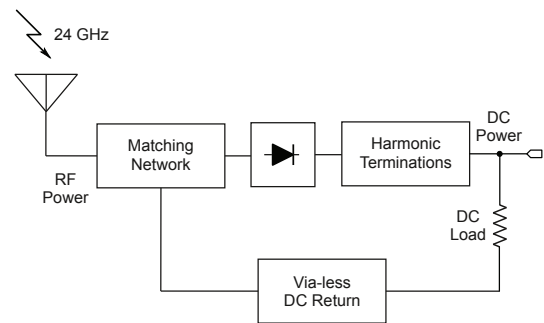 24 GHz
RF
Power
Matching
Network
Harmonic
Terminations
DC
Power
DC
Load
Via-less
DC Return